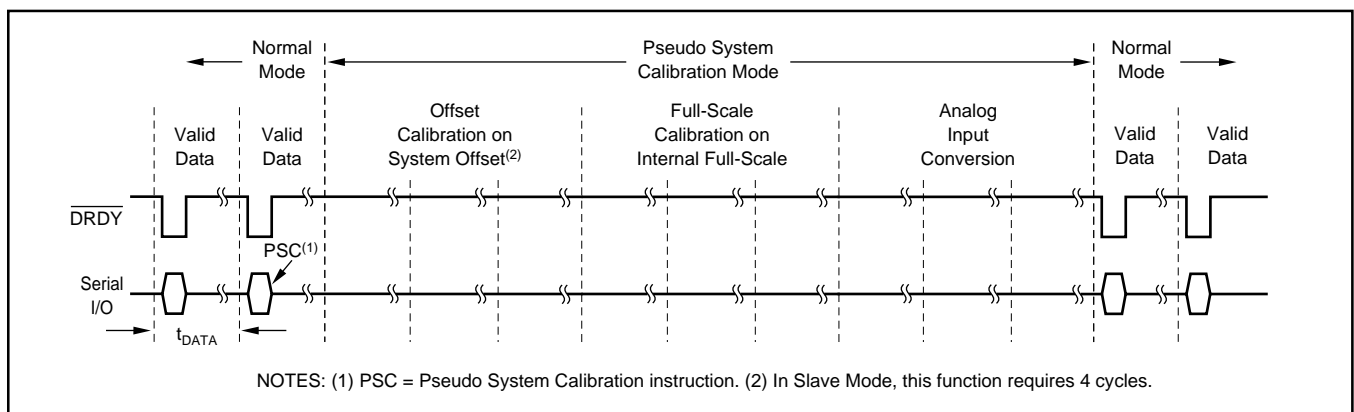 Normal
Mode
Pseudo System
Calibration Mode
Normal
Mode
Valid
Data
Valid
Data
Offset
Calibration on
System Offset(2)
Full-Scale
Calibration on
Internal Full-Scale
Analog
Input
Conversion
Valid
Data
Valid
Data
DRDY
PSC(1)
Serial
I/O
tDATA
NOTES: (1) PSC = Pseudo System Calibration instruction. (2) In Slave Mode, this function requires 4 cycles.